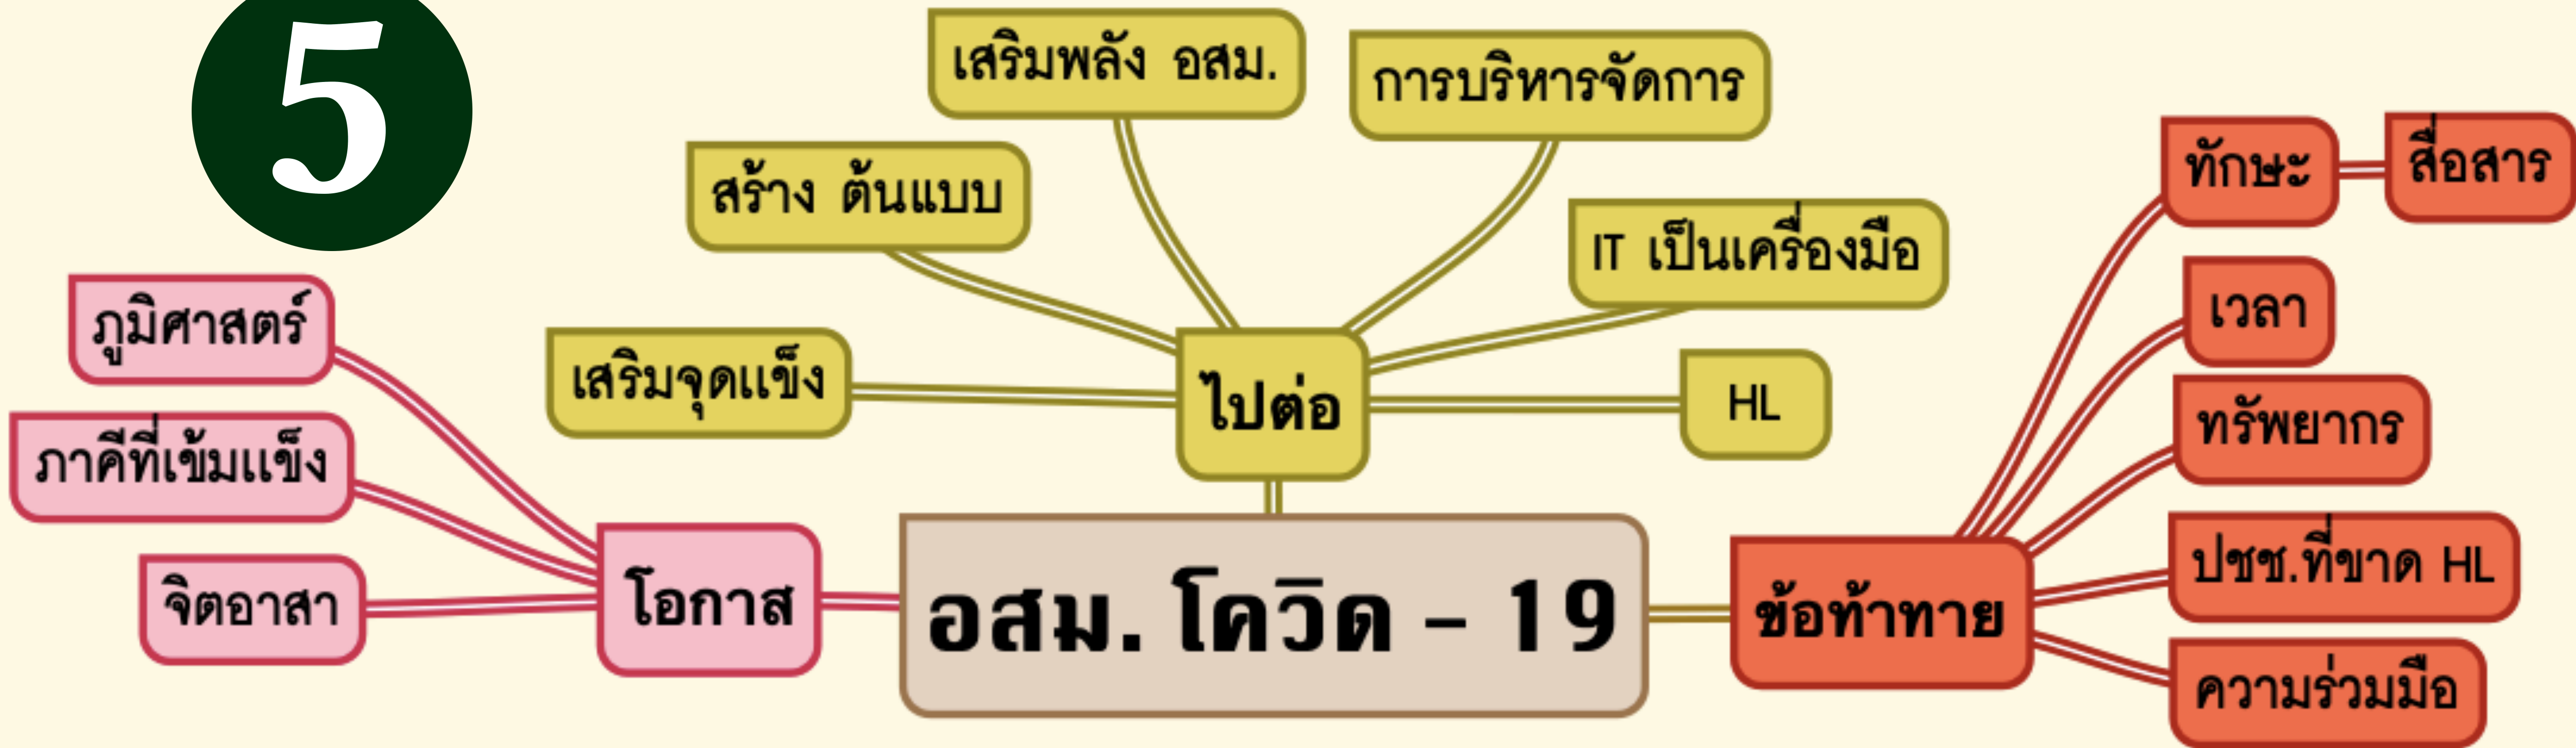 5
เสริมพลัง อสม.
การบริหารจัดการ
สร้าง ต้นแบบ
IT เป็นเครื่องมือ
เสริมจุดแข็ง
ไปต่อ
HL
ภูมิศาสตร์
ภาคีที่เข้มแข็ง
จิตอาสา
โอกาส
อสม. โควิด - 19
ข้อท้าทาย
ทักษะ
สื่อสาร
เวลา
ทรัพยากร
ปชช.ที่ขาด HL
ความร่วมมือ